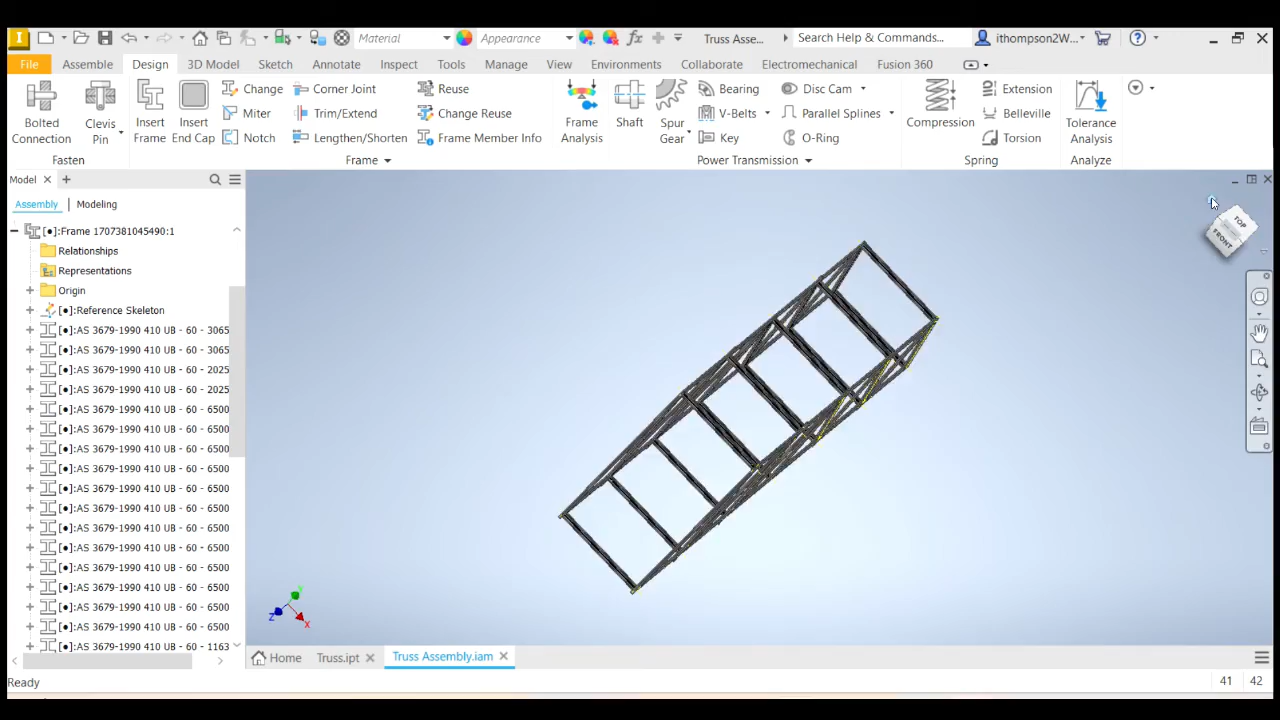 Material Appearance fx Truss Asse... Search Help & Commands... ithompson2W...
File Assemble Design 3D Model Sketch Annotate Inspect Tools Manage View Environments Collaborate Electromechanical Fusion 360
Bolted Connection
Clevis Pin
Insert Frame
Insert End Cap
Change
Miter
Notch
Corner Joint
Trim/Extend
Lengthen/Shorten
Reuse
Change Reuse
Frame Member Info
Frame Analysis
Shaft
Spur Gear
Bearing
V-Belts
Key
Disc Cam
Parallel Splines
O-Ring
Compression
Extension
Belleville
Torsion
Tolerance Analysis
Fasten Frame Power Transmission Spring Analyze
Model
Assembly Modeling
[●]:Frame 1707381045490:1
Relationships
Representations
Origin
[●]:Reference Skeleton
[●]:AS 3679-1990 410 UB - 60 - 3065
[●]:AS 3679-1990 410 UB - 60 - 3065
[●]:AS 3679-1990 410 UB - 60 - 2025
[●]:AS 3679-1990 410 UB - 60 - 2025
[●]:AS 3679-1990 410 UB - 60 - 6500
[●]:AS 3679-1990 410 UB - 60 - 6500
[●]:AS 3679-1990 410 UB - 60 - 6500
[●]:AS 3679-1990 410 UB - 60 - 6500
[●]:AS 3679-1990 410 UB - 60 - 6500
[●]:AS 3679-1990 410 UB - 60 - 6500
[●]:AS 3679-1990 410 UB - 60 - 6500
[●]:AS 3679-1990 410 UB - 60 - 6500
[●]:AS 3679-1990 410 UB - 60 - 6500
[●]:AS 3679-1990 410 UB - 60 - 6500
[●]:AS 3679-1990 410 UB - 60 - 6500
[●]:AS 3679-1990 410 UB - 60 - 6500
[●]:AS 3679-1990 410 UB - 60 - 1163
TOP
FRONT
Z X
Home Truss.ipt Truss Assembly.iam
Ready 41 42